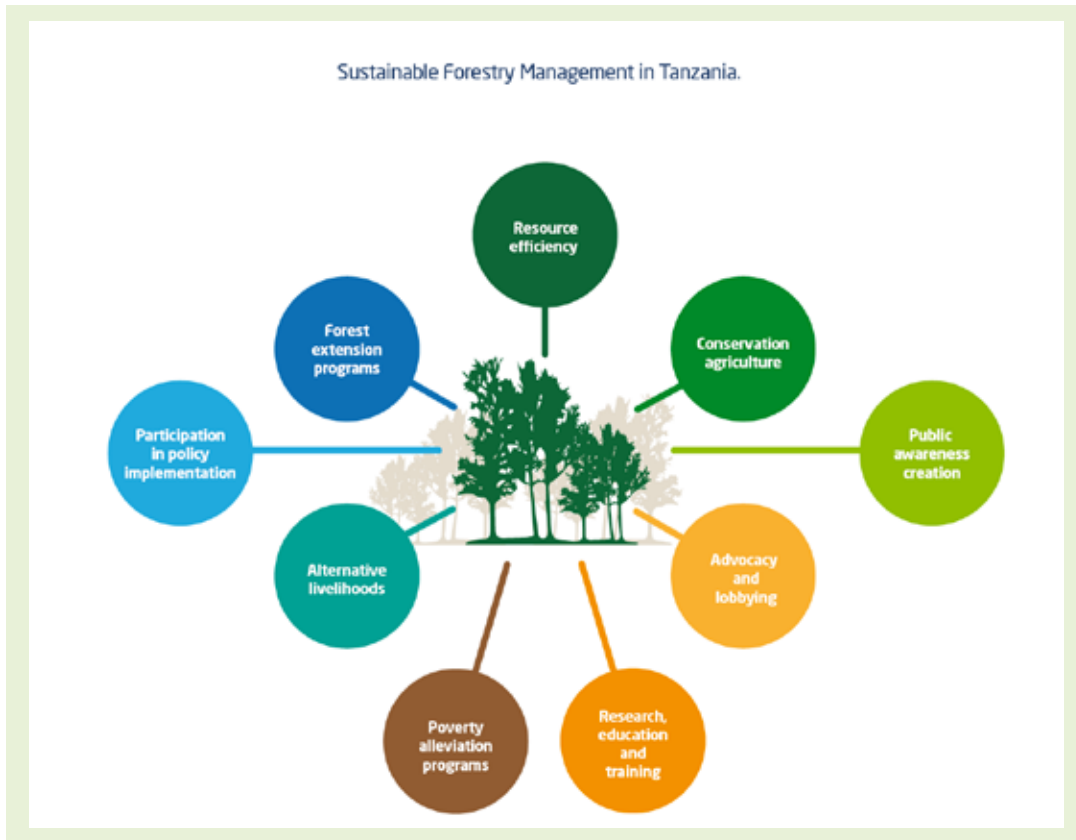 Sustainable Forestry Management in Tanzania.
Resource
efficiency
Forest
extension
programs
Conservation
agriculture
Participation
in policy
implementation
Public
awareness
creation
Alternative
livelihoods
Advocacy
and
lobbying
Poverty
alleviation
programs
Research,
education
and
training